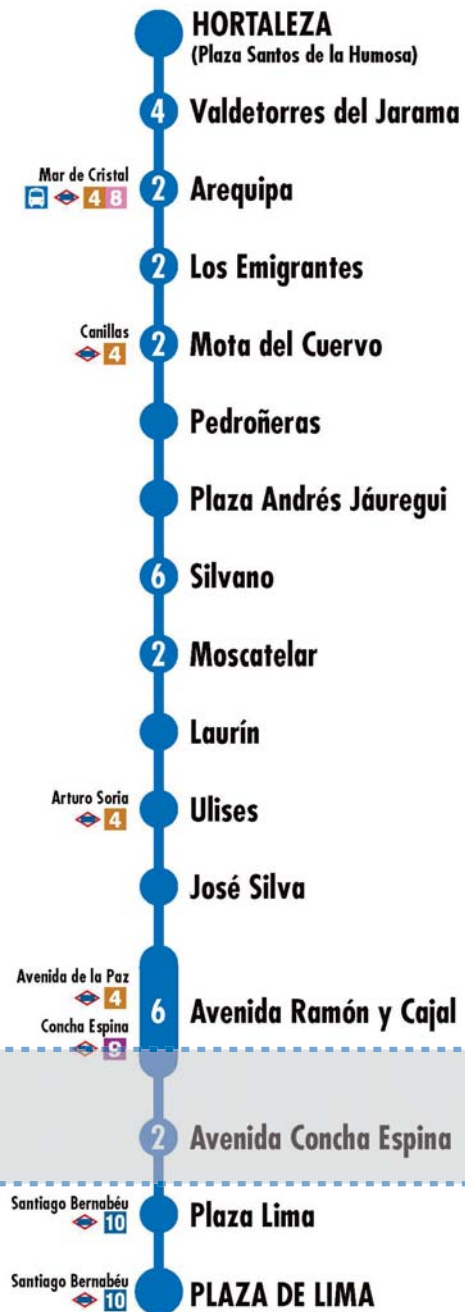 HORTALEZA
(Plaza Santos de la Humosa)
4 Valdetorres del Jarama
Mar de Cristal
4 8
2 Arequipa
2 Los Emigrantes
Canillas
4
2 Mota del Cuervo
Pedroñeras
Plaza Andrés Jáuregui
6 Silvano
2 Moscatelar
Laurín
Arturo Soria
4
Ulises
José Silva
Avenida de la Paz
4
Concha Espina
9
6 Avenida Ramón y Cajal
2 Avenida Concha Espina
Santiago Bernabéu
10
Plaza Lima
Santiago Bernabéu
10
PLAZA DE LIMA